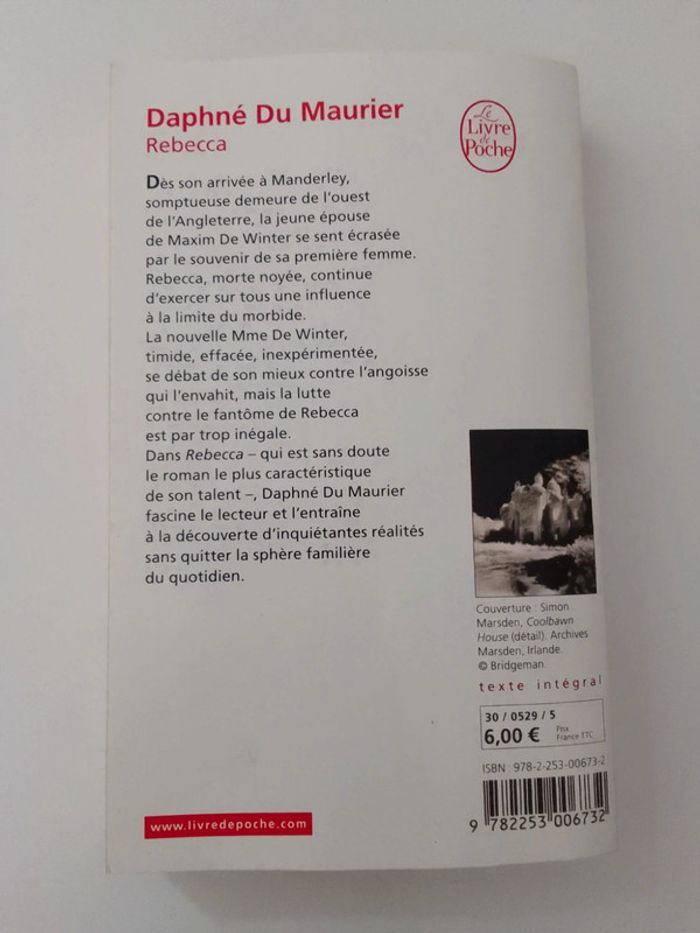 Daphné Du Maurier
Rebecca
Le
Livre
de
Poche
Dès son arrivée à Manderley,
somptueuse demeure de l'ouest
de l'Angleterre, la jeune épouse
de Maxim De Winter se sent écrasée
par le souvenir de sa première femme.
Rebecca, morte noyée, continue
d'exercer sur tous une influence
à la limite du morbide.
La nouvelle Mme De Winter,
timide, effacée, inexpérimentée,
se débat de son mieux contre l'angoisse
qui l'envahit, mais la lutte
contre le fantôme de Rebecca
est par trop inégale.
Dans Rebecca – qui est sans doute
le roman le plus caractéristique
de son talent –, Daphné Du Maurier
fascine le lecteur et l'entraîne
à la découverte d'inquiétantes réalités
sans quitter la sphère familière
du quotidien.
Couverture : Simon
Marsden, Coolbawn
House (détail). Archives
Marsden, Irlande.
© Bridgeman.
texte intégral
30 / 0529 / 5
6,00 €
Prix
France TTC
ISBN : 978-2-253-00673-2
9 782253 006732
www.livredepoche.com